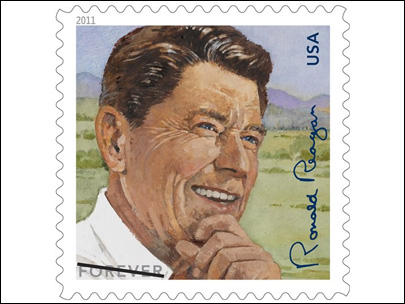 2011
USA
Ronald Reagan
FOREVER